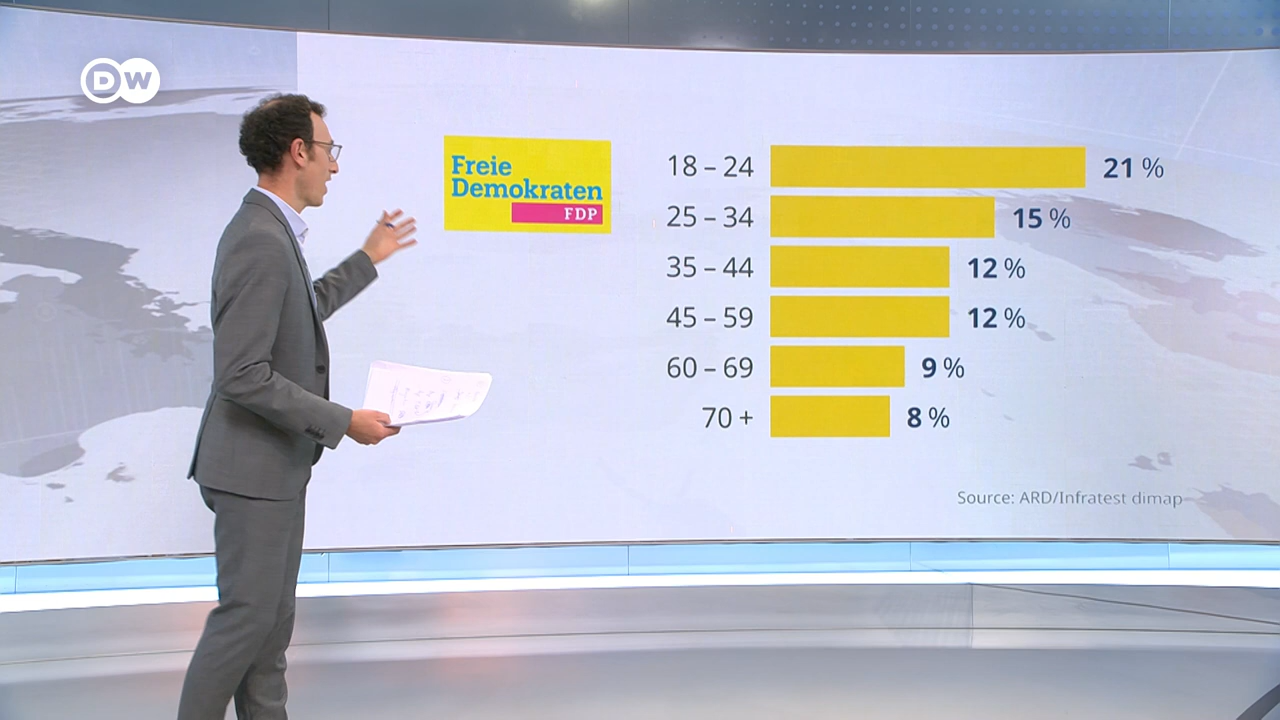 DW
Freie
Demokraten
FDP
18 – 24 21 %
25 – 34 15 %
35 – 44 12 %
45 – 59 12 %
60 – 69 9 %
70 + 8 %
Source: ARD/Infratest dimap